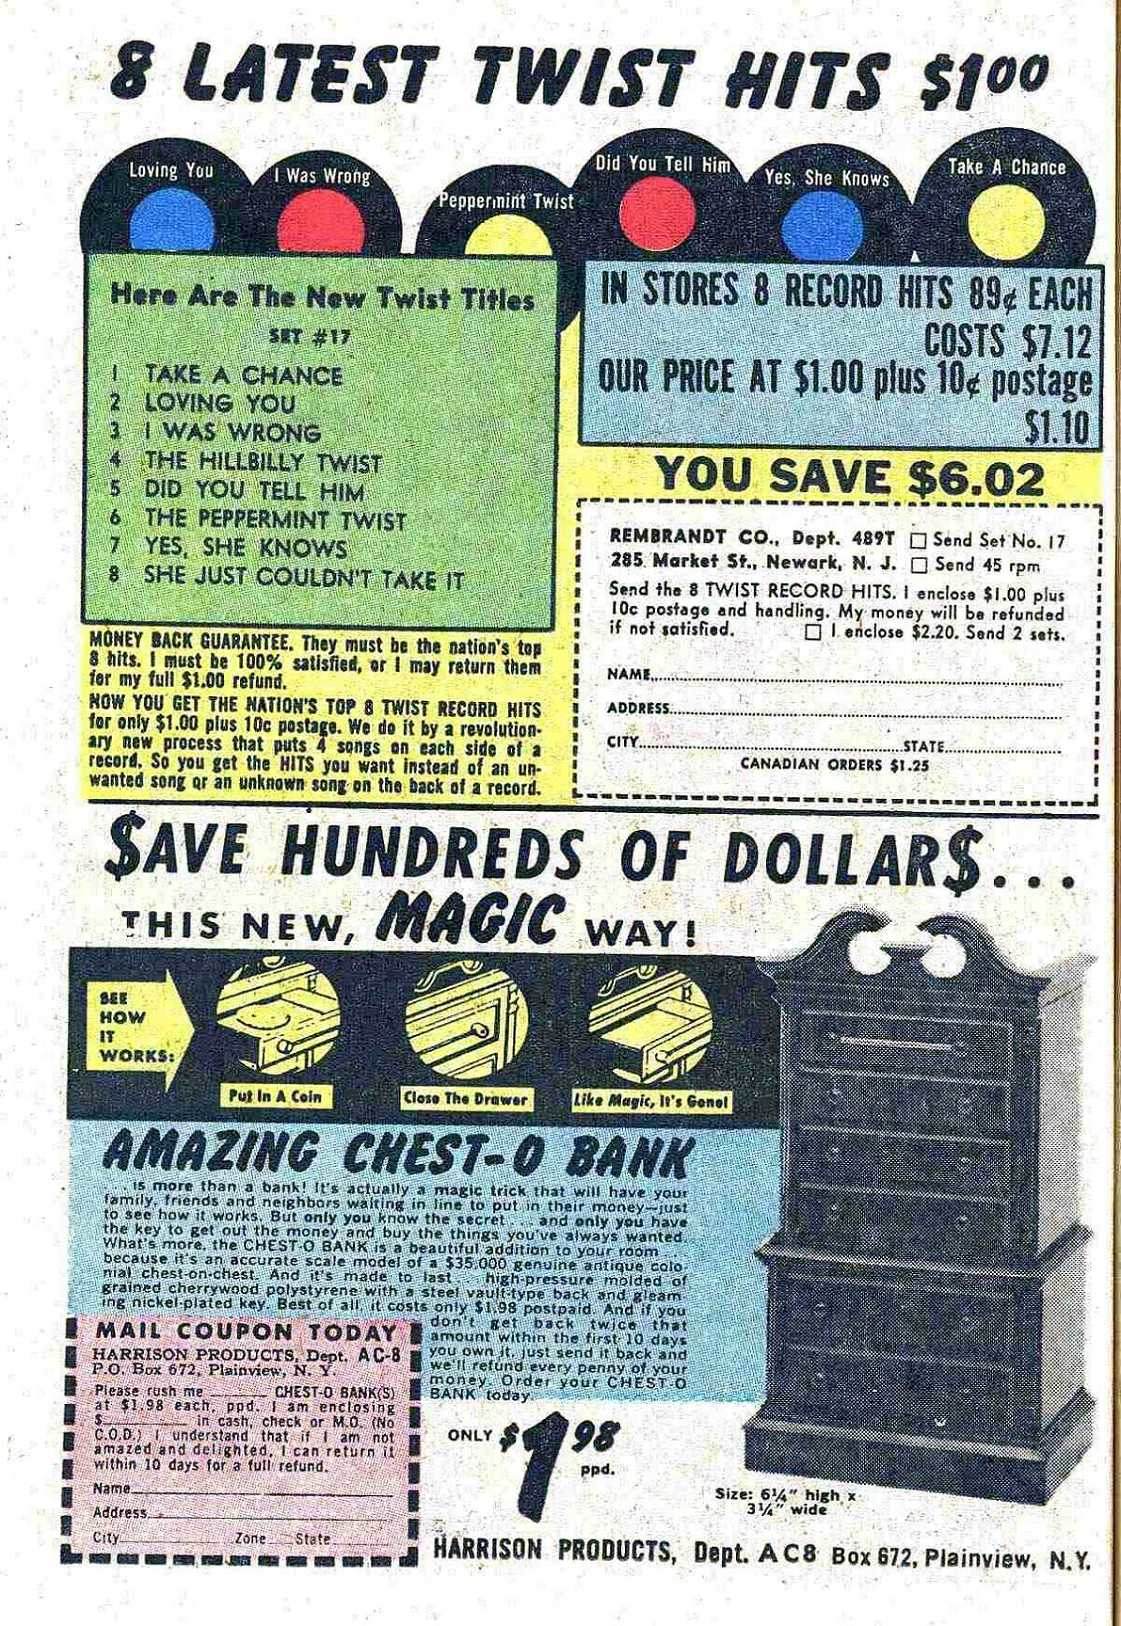 8 LATEST TWIST HITS $1⁰⁰
Loving You
I Was Wrong
Peppermint Twist
Did You Tell Him
Yes, She Knows
Take A Chance
Here Are The New Twist Titles
SET #17
1 TAKE A CHANCE
2 LOVING YOU
3 I WAS WRONG
4 THE HILLBILLY TWIST
5 DID YOU TELL HIM
6 THE PEPPERMINT TWIST
7 YES, SHE KNOWS
8 SHE JUST COULDN'T TAKE IT
MONEY BACK GUARANTEE. They must be the nation's top
8 hits. I must be 100% satisfied, or I may return them
for my full $1.00 refund.
NOW YOU GET THE NATION'S TOP 8 TWIST RECORD HITS
for only $1.00 plus 10c postage. We do it by a revolution-
ary new process that puts 4 songs on each side of a
record. So you get the HITS you want instead of an un-
wanted song or an unknown song on the back of a record.
IN STORES 8 RECORD HITS 89¢ EACH
COSTS $7.12
OUR PRICE AT $1.00 plus 10¢ postage
$1.10
YOU SAVE $6.02
REMBRANDT CO., Dept. 489T □ Send Set No. 17
285 Market St., Newark, N. J. □ Send 45 rpm
Send the 8 TWIST RECORD HITS. I enclose $1.00 plus
10c postage and handling. My money will be refunded
if not satisfied. □ I enclose $2.20. Send 2 sets.
NAME
ADDRESS
CITY STATE
CANADIAN ORDERS $1.25
$AVE HUNDREDS OF DOLLAR$...
THIS NEW, MAGIC WAY!
SEE
HOW
IT
WORKS:
Put In A Coin
Close The Drawer
Like Magic, It's Gone!
AMAZING CHEST-O BANK
... is more than a bank! It's actually a magic trick that will have your
family, friends and neighbors waiting in line to put in their money—just
to see how it works. But only you know the secret ... and only you have
the key to get out the money and buy the things you've always wanted.
What's more, the CHEST-O BANK is a beautiful addition to your room ...
because it's an accurate scale model of a $35,000 genuine antique colo-
nial chest-on-chest. And it's made to last ... high-pressure molded of
grained cherrywood polystyrene with a steel vault-type back and gleam-
ing nickel-plated key. Best of all, it costs only $1.98 postpaid. And if you
don't get back twice that
amount within the first 10 days
you own it, just send it back and
we'll refund every penny of your
money. Order your CHEST-O
BANK today.
MAIL COUPON TODAY
HARRISON PRODUCTS, Dept. AC-8
P.O. Box 672, Plainview, N. Y.
Please rush me CHEST-O BANK(S)
at $1.98 each, ppd. I am enclosing
$ in cash, check or M.O. (No
C.O.D.) I understand that if I am not
amazed and delighted, I can return it
within 10 days for a full refund.
Name
Address
City Zone State
ONLY $1 98
ppd.
Size: 6¼" high x
3¼" wide
HARRISON PRODUCTS, Dept. AC8 Box 672, Plainview, N.Y.